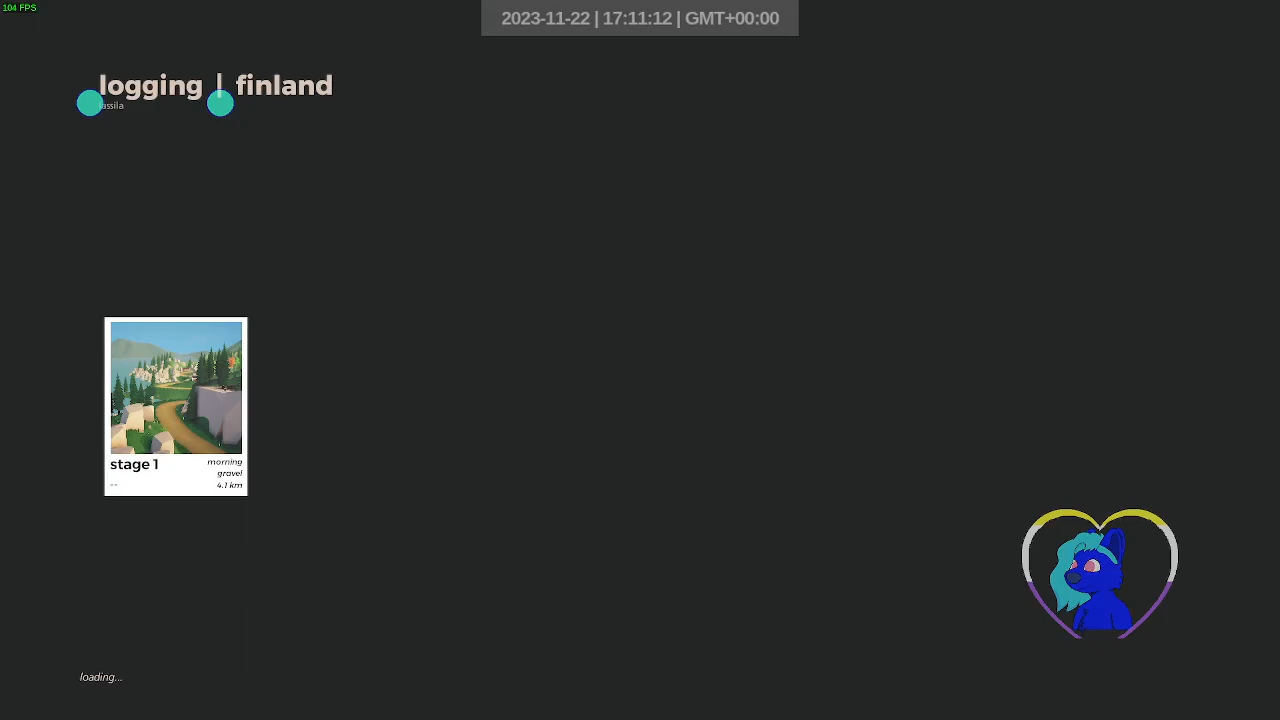 104 FPS
2023-11-22 | 17:11:12 | GMT+00:00
logging | finland
lassila
stage 1
morning
gravel
--
4.1 km
loading...